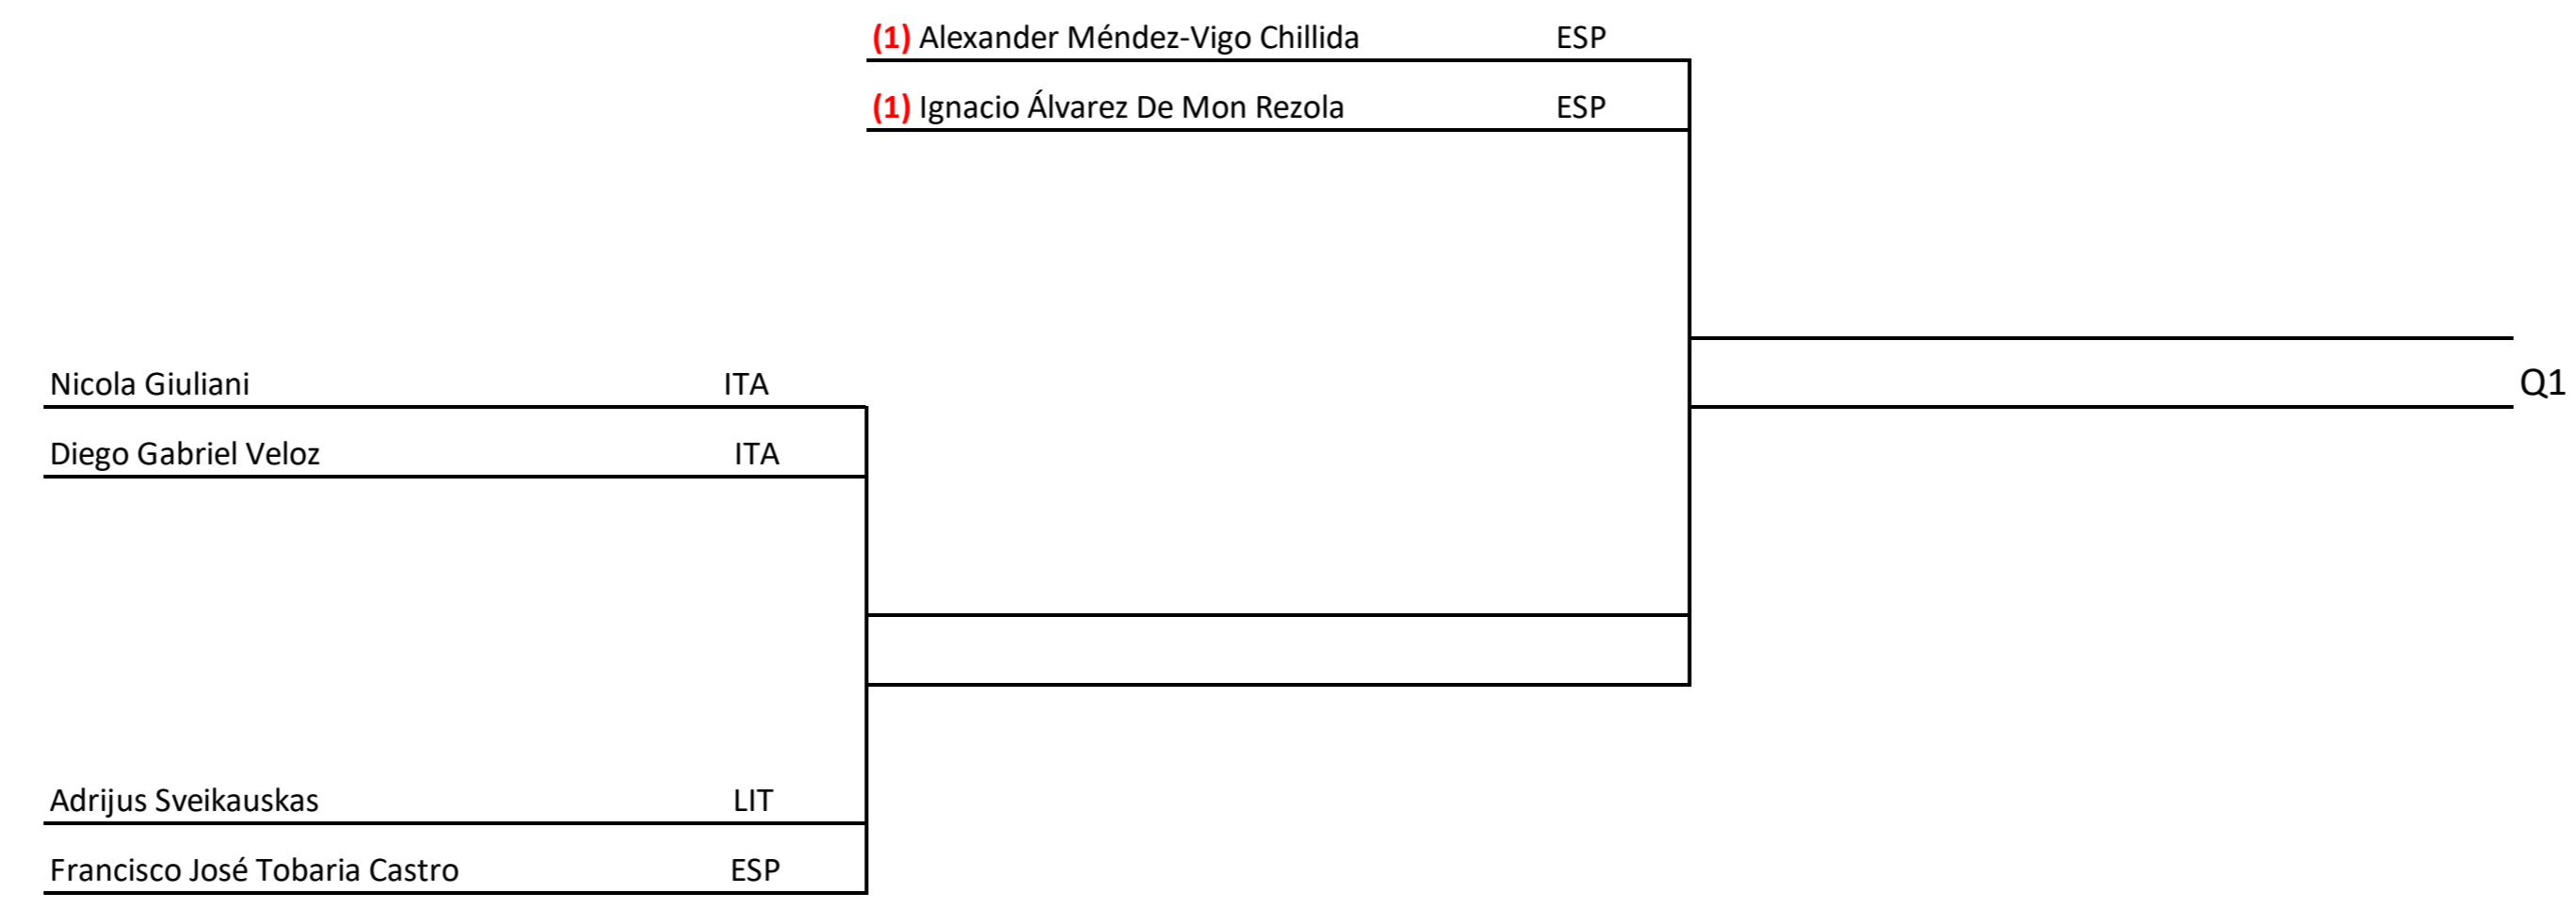 (1) Alexander Méndez-Vigo Chillida ESP
(1) Ignacio Álvarez De Mon Rezola ESP
Nicola Giuliani ITA
Q1
Diego Gabriel Veloz ITA
Adrijus Sveikauskas LIT
Francisco José Tobaria Castro ESP